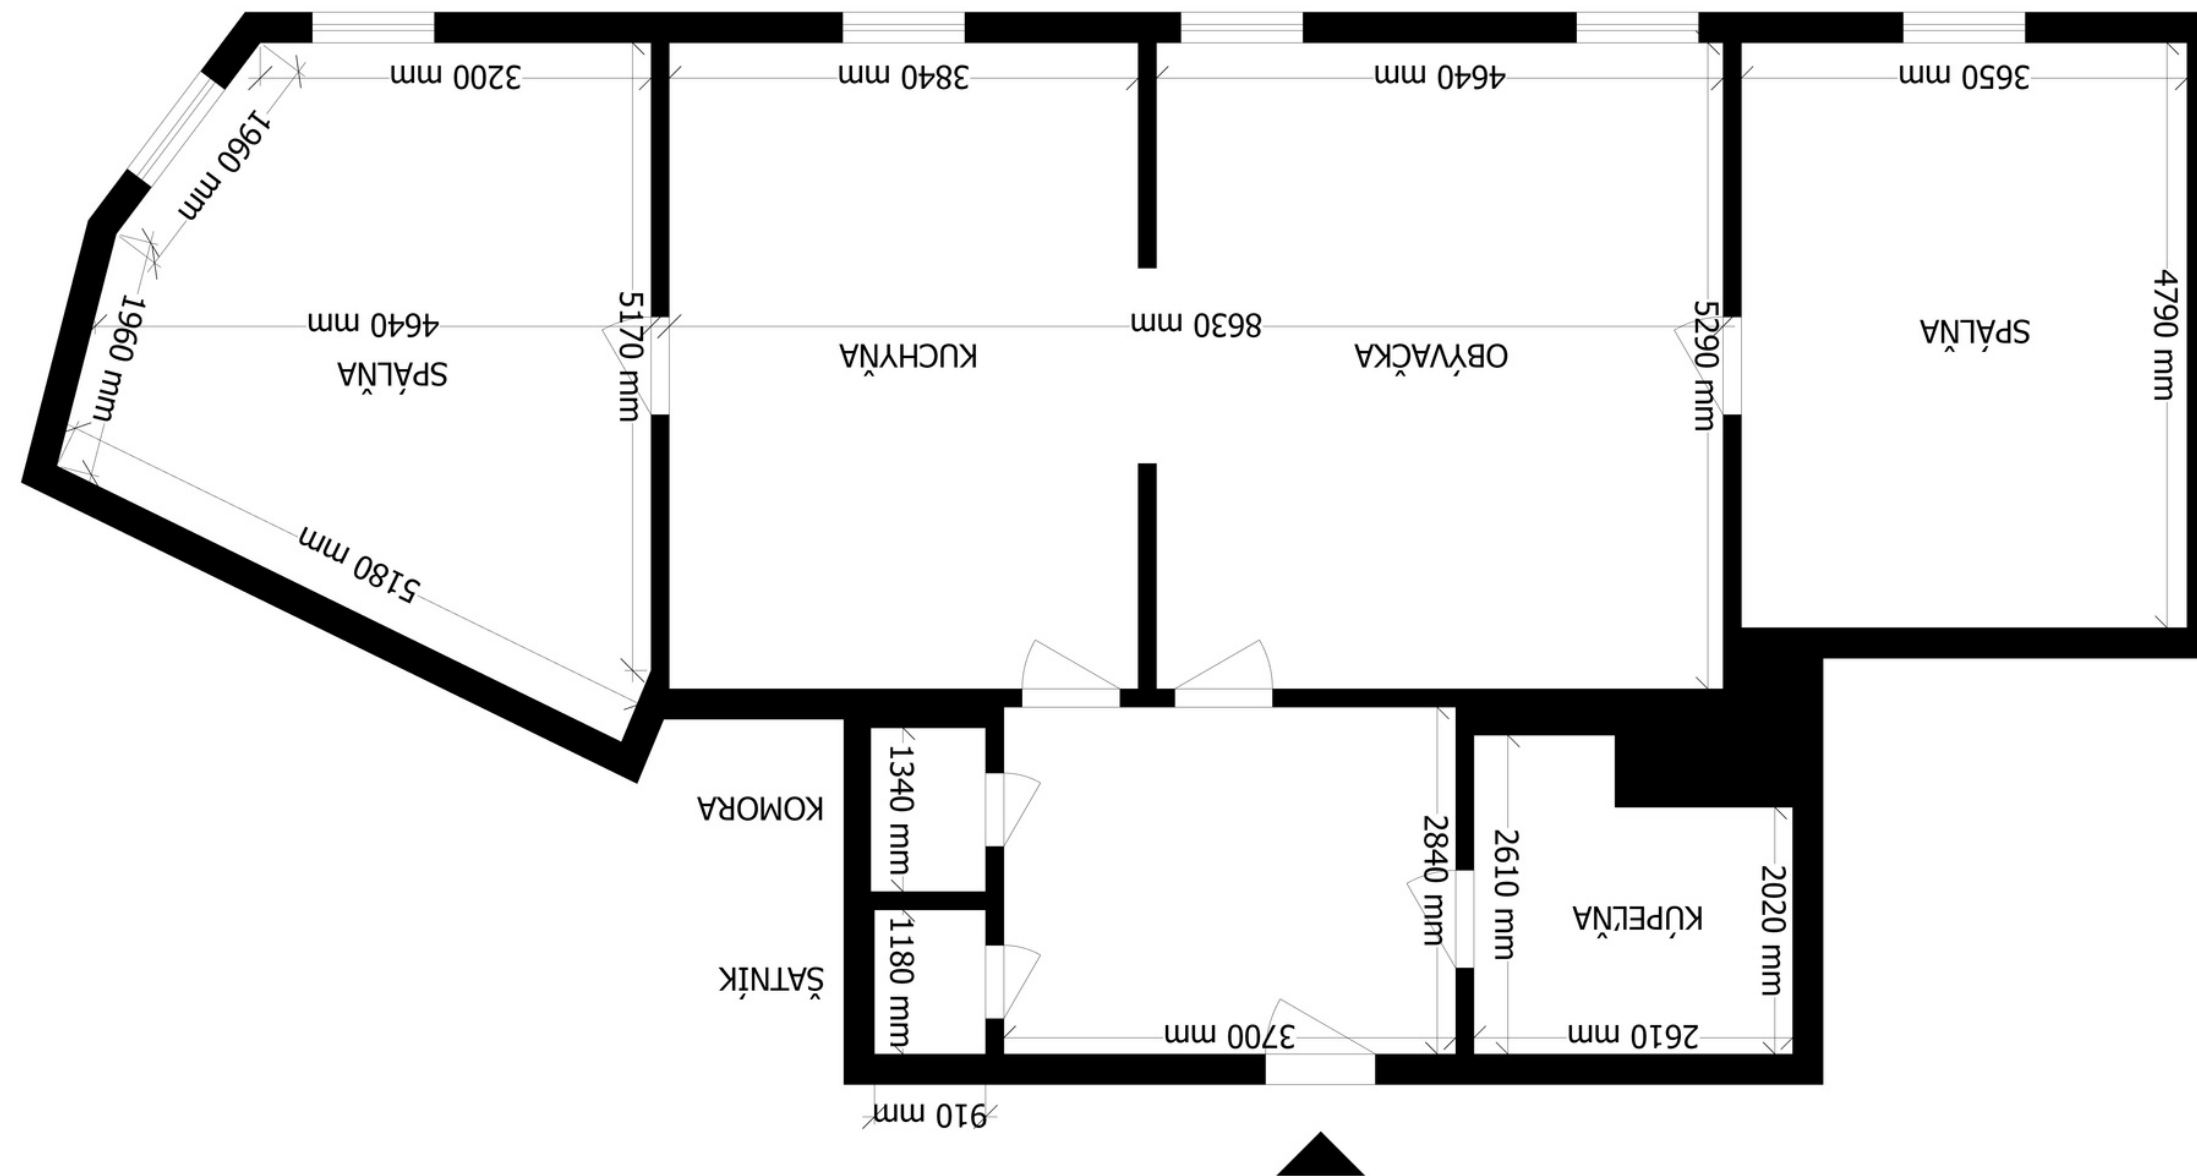 3200 mm
3840 mm
4640 mm
3650 mm
1960 mm
1960 mm
4640 mm
SPÁLŇA
5170 mm
8630 mm
KUCHYŇA
OBÝVAČKA
5290 mm
SPÁLŇA
4790 mm
5180 mm
KOMORA
1340 mm
2840 mm
2610 mm
KÚPEĽŇA
2020 mm
ŠATNÍK
1180 mm
3700 mm
2610 mm
910 mm